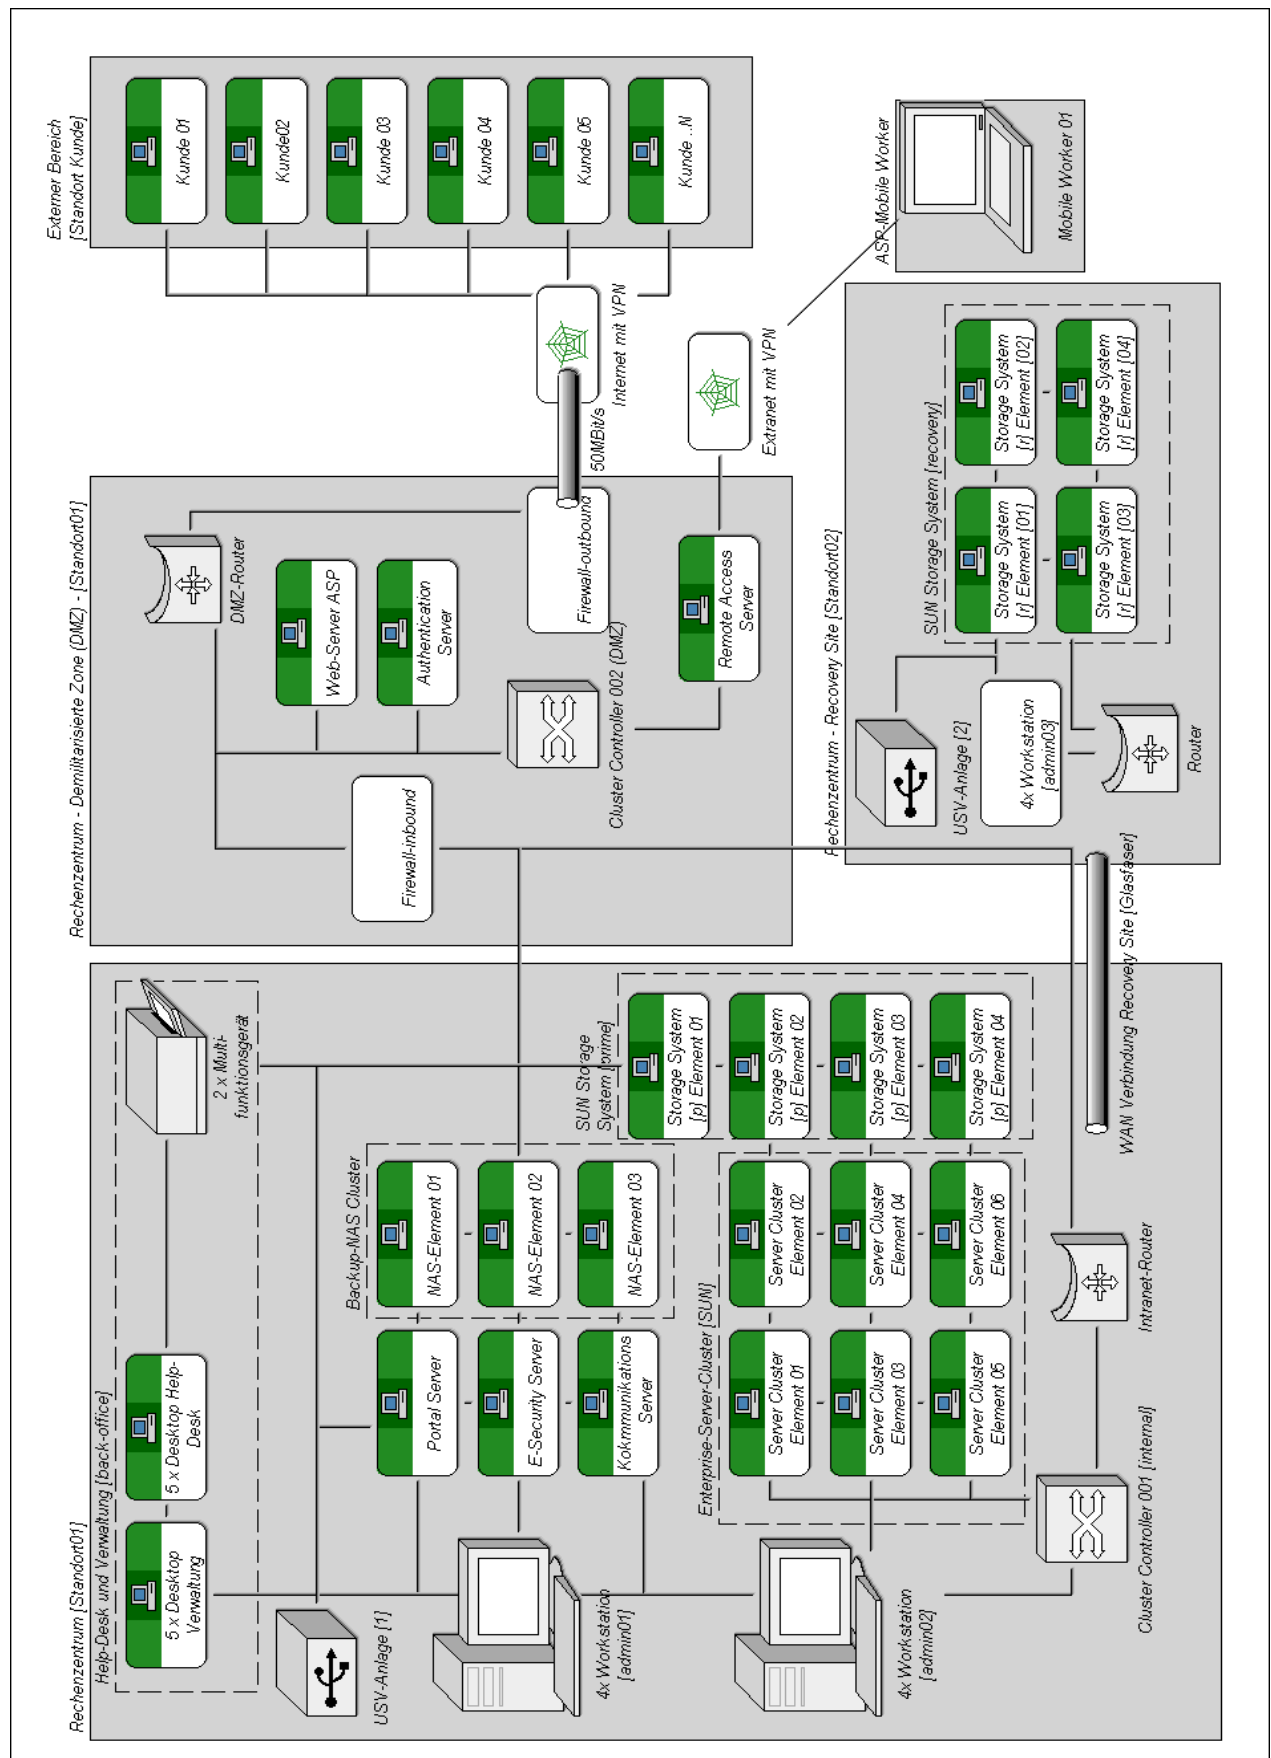 Rechenzentrum [Standort01]
Help-Desk und Verwaltung [back-office]
5 x Desktop
Verwaltung
5 x Desktop Help-
Desk
2 x Multi-
funktionsgerät
USV-Anlage [1]
4x Workstation
[admin01]
Portal Server
E-Security Server
Kokmmunikations
Server
Backup-NAS Cluster
NAS-Element 01
NAS-Element 02
NAS-Element 03
SUN Storage
System [prime]
Storage System
[p] Element 01
Storage System
[p] Element 02
Storage System
[p] Element 03
Storage System
[p] Element 04
Enterprise-Server-Cluster [SUN]
Server Cluster
Element 01
Server Cluster
Element 02
Server Cluster
Element 03
Server Cluster
Element 04
Server Cluster
Element 05
Server Cluster
Element 06
4x Workstation
[admin02]
Cluster Controller 001 [internal]
Intranet-Router
WAN Verbindung Recovery Site [Glasfaser]
Rechenzentrum - Demilitarisierte Zone (DMZ) - [Standort01]
DMZ-Router
Web-Server ASP
Authentication
Server
Firewall-inbound
Firewall-outbound
Cluster Controller 002 (DMZ)
Remote Access
Server
50MBit/s
Internet mit VPN
Extranet mit VPN
Externer Bereich
[Standort Kunde]
Kunde 01
Kunde02
Kunde 03
Kunde 04
Kunde 05
Kunde ..N
ASP-Mobile Worker
Mobile Worker 01
Rechenzentrum - Recovery Site [Standort02]
USV-Anlage [2]
4x Workstation
[admin03]
Router
SUN Storage System [recovery]
Storage System
[r] Element [01]
Storage System
[r] Element [02]
Storage System
[r] Element [03]
Storage System
[r] Element [04]